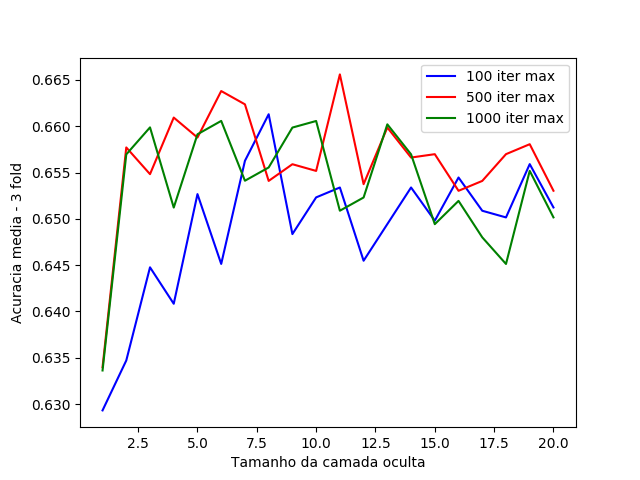 0.665
0.660
0.655
0.650
0.645
0.640
0.635
0.630
Acuracia media - 3 fold
100 iter max
500 iter max
1000 iter max
2.5 5.0 7.5 10.0 12.5 15.0 17.5 20.0
Tamanho da camada oculta